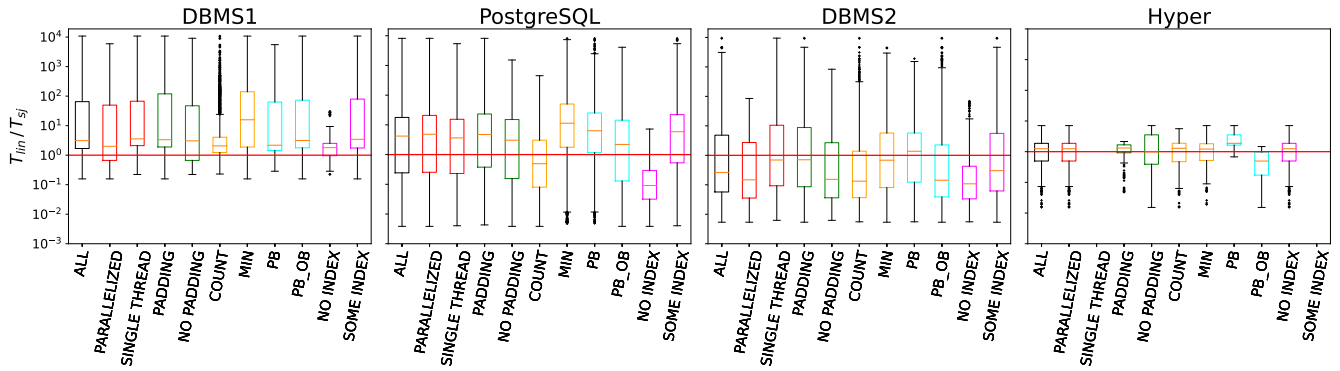 DBMS1 PostgreSQL DBMS2 Hyper
T_lin/T_sj
10^4
10^3
10^2
10^1
10^0
10^−1
10^−2
10^−3
ALL PARALLELIZED SINGLE THREAD PADDING NO PADDING COUNT MIN PB PB_OB NO INDEX SOME INDEX
ALL PARALLELIZED SINGLE THREAD PADDING NO PADDING COUNT MIN PB PB_OB NO INDEX SOME INDEX
ALL PARALLELIZED SINGLE THREAD PADDING NO PADDING COUNT MIN PB PB_OB NO INDEX SOME INDEX
ALL PARALLELIZED SINGLE THREAD PADDING NO PADDING COUNT MIN PB PB_OB NO INDEX SOME INDEX